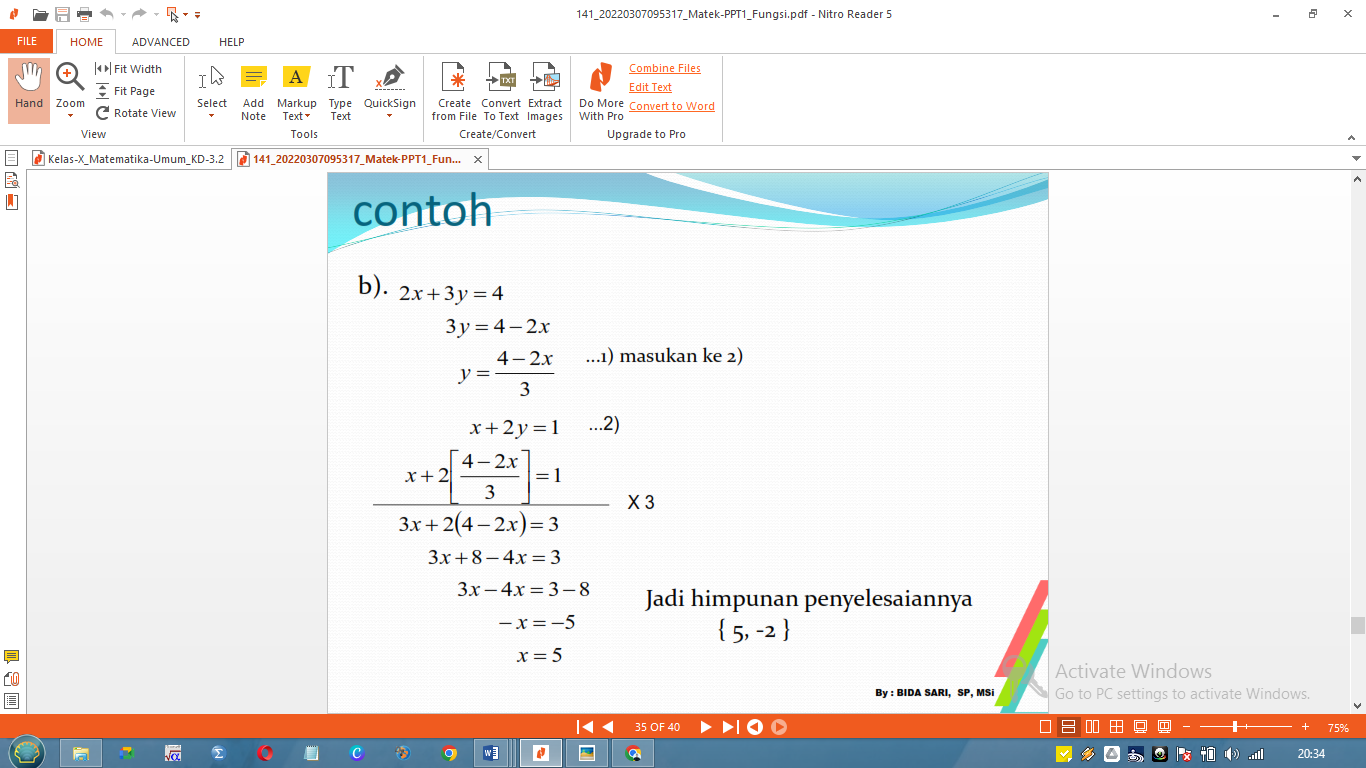 141_20220307095317_Matek-PPT1_Fungsi.pdf - Nitro Reader 5
FILE HOME ADVANCED HELP
Hand
Zoom
Fit Width
Fit Page
Rotate View
View
Select
Add Note
Markup Text
Type Text
QuickSign
Tools
Create from File
Convert To Text
Extract Images
Create/Convert
Do More With Pro
Combine Files
Edit Text
Convert to Word
Upgrade to Pro
Kelas-X_Matematika-Umum_KD-3.2
141_20220307095317_Matek-PPT1_Fun...
contoh
b). 2x + 3y = 4
3y = 4 − 2x
y = (4 − 2x)/3 ...1) masukan ke 2)
x + 2y = 1 ...2)
x + 2[(4 − 2x)/3] = 1
X 3
3x + 2(4 − 2x) = 3
3x + 8 − 4x = 3
3x − 4x = 3 − 8
− x = −5
x = 5
Jadi himpunan penyelesaiannya
{ 5, -2 }
By : BIDA SARI, SP, MSi
Activate Windows
Go to PC settings to activate Windows.
35 OF 40
75%
20:34